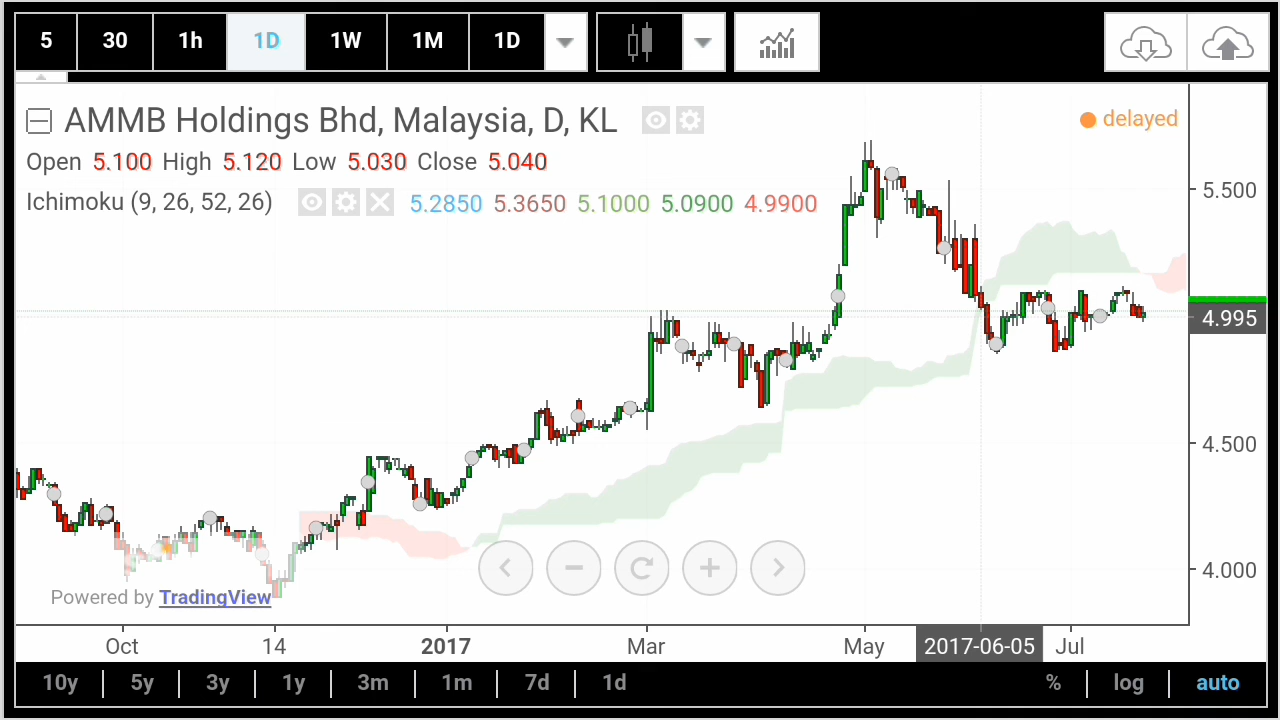 5 30 1h 1D 1W 1M 1D
AMMB Holdings Bhd, Malaysia, D, KL
delayed
Open 5.100 High 5.120 Low 5.030 Close 5.040
Ichimoku (9, 26, 52, 26) 5.2850 5.3650 5.1000 5.0900 4.9900
5.500
4.995
4.500
4.000
Powered by TradingView
Oct 14 2017 Mar May 2017-06-05 Jul
10y 5y 3y 1y 3m 1m 7d 1d % log auto